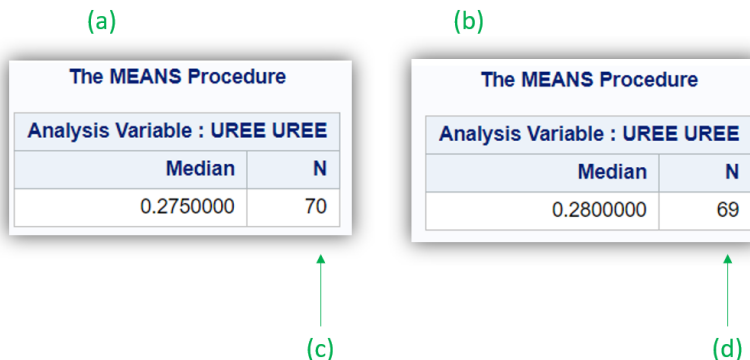 (a)
The MEANS Procedure
Analysis Variable : UREE UREE
Median N
0.2750000 70
(c)
(b)
The MEANS Procedure
Analysis Variable : UREE UREE
Median N
0.2800000 69
(d)